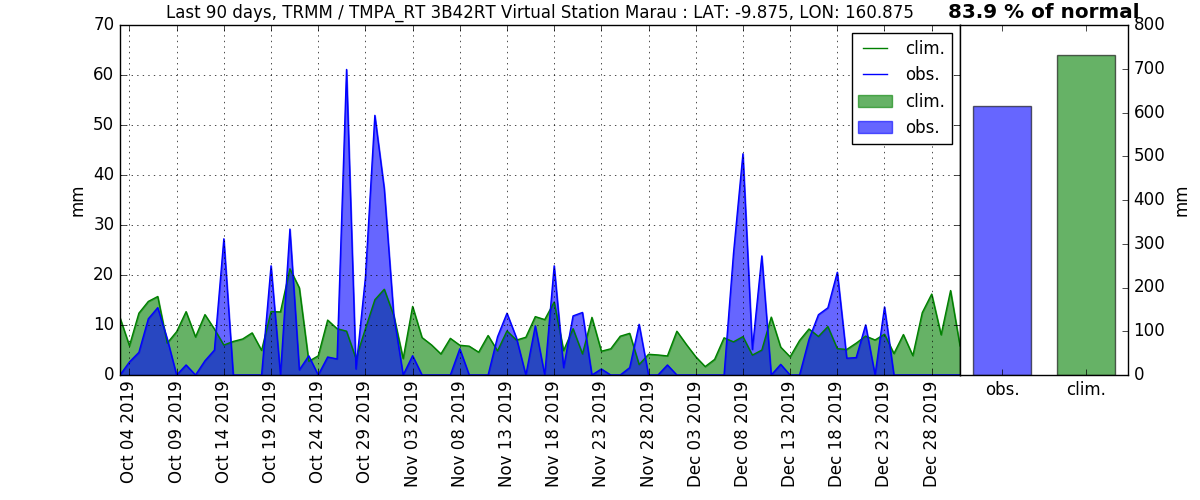 Last 90 days, TRMM / TMPA_RT 3B42RT Virtual Station Marau : LAT: -9.875, LON: 160.875
83.9 % of normal
clim.
obs.
clim.
obs.
mm
70
60
50
40
30
20
10
0
Oct 04 2019
Oct 09 2019
Oct 14 2019
Oct 19 2019
Oct 24 2019
Oct 29 2019
Nov 03 2019
Nov 08 2019
Nov 13 2019
Nov 18 2019
Nov 23 2019
Nov 28 2019
Dec 03 2019
Dec 08 2019
Dec 13 2019
Dec 18 2019
Dec 23 2019
Dec 28 2019
obs.
clim.
800
700
600
500
400
300
200
100
0
mm